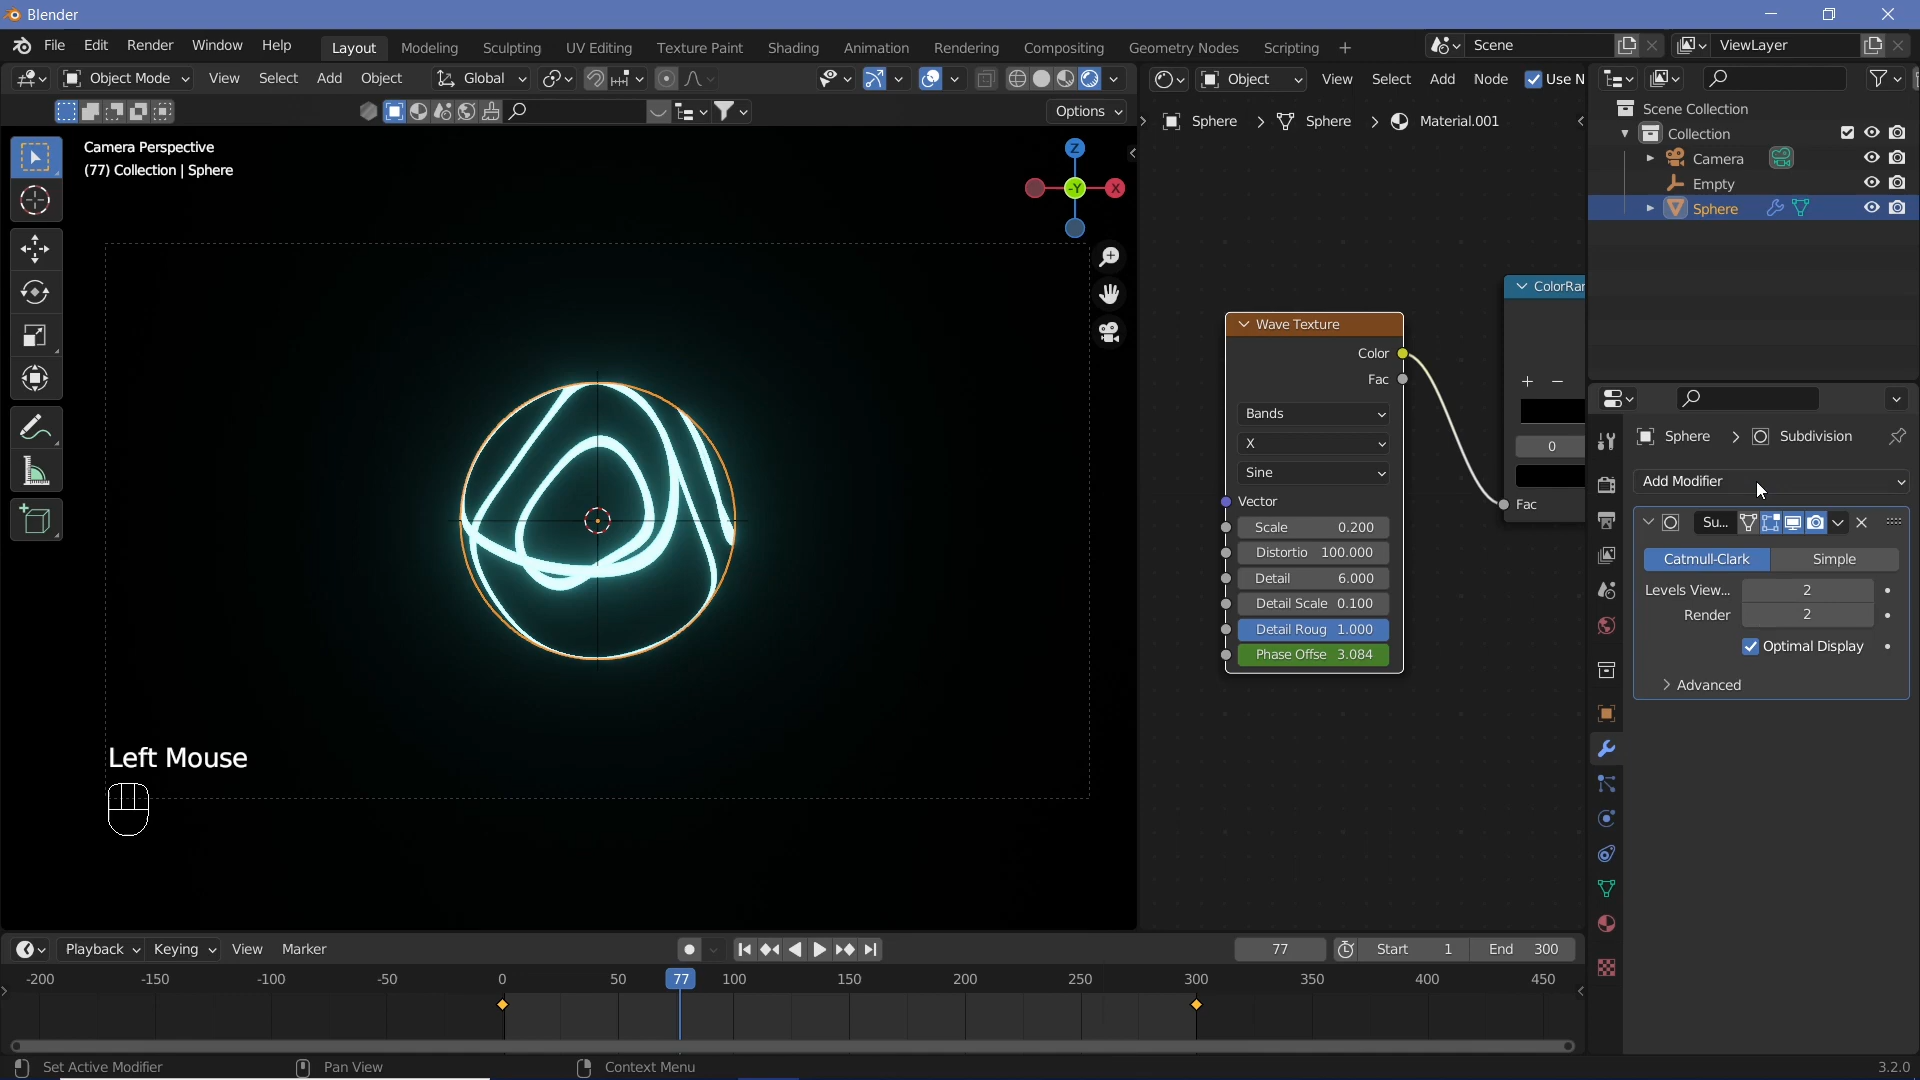 Blender
File Edit Render Window Help
Layout Modeling Sculpting UV Editing Texture Paint Shading Animation Rendering Compositing Geometry Nodes Scripting +
Scene
ViewLayer
Object Mode View Select Add Object Global
Object View Select Add Node Use N
Options
Sphere > Sphere > Material.001
Camera Perspective
(77) Collection | Sphere
Z
-Y
X
Scene Collection
Collection
Camera
Empty
Sphere
Wave Texture
Color
Fac
Bands
X
Sine
Vector
Scale 0.200
Distortio 100.000
Detail 6.000
Detail Scale 0.100
Detail Roug 1.000
Phase Offse 3.084
ColorRar
+ −
0
Fac
Sphere > Subdivision
Add Modifier
Su...
Catmull-Clark Simple
Levels View... 2
Render 2
Optimal Display
Advanced
Left Mouse
Playback Keying View Marker
77 Start 1 End 300
-200 -150 -100 -50 0 50 77 100 150 200 250 300 350 400 450
Set Active Modifier Pan View Context Menu 3.2.0